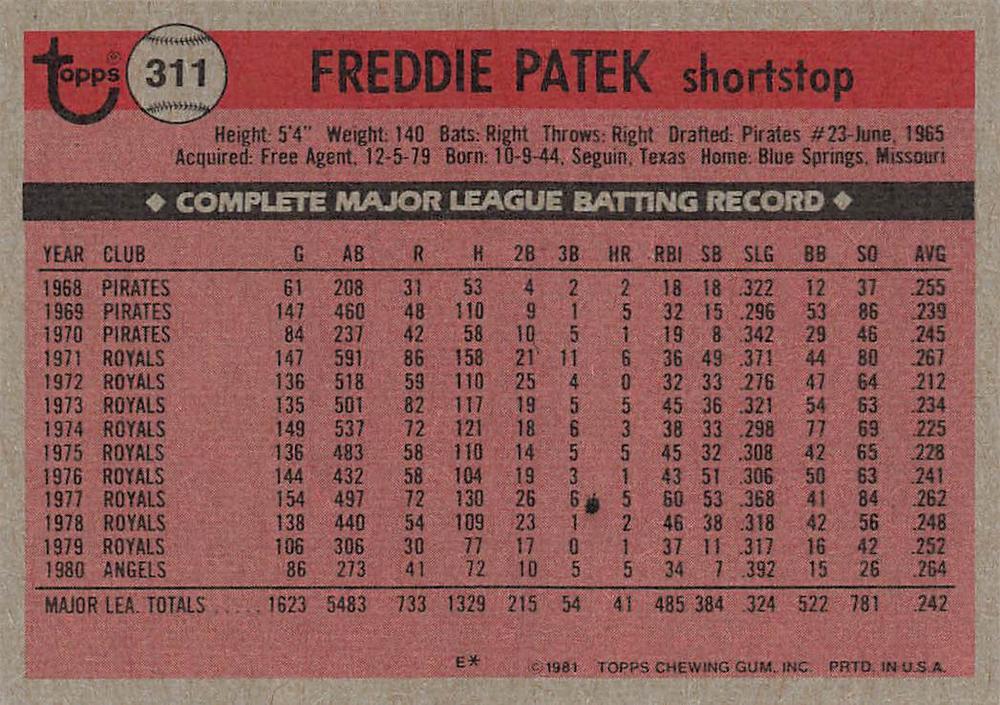 Topps® 311 FREDDIE PATEK shortstop
Height: 5'4" Weight: 140 Bats: Right Throws: Right Drafted: Pirates #23-June, 1965
Acquired: Free Agent, 12-5-79 Born: 10-9-44, Seguin, Texas Home: Blue Springs, Missouri
◆ COMPLETE MAJOR LEAGUE BATTING RECORD ◆
YEAR CLUB G AB R H 2B 3B HR RBI SB SLG BB SO AVG
1968 PIRATES 61 208 31 53 4 2 2 18 18 .322 12 37 .255
1969 PIRATES 147 460 48 110 9 1 5 32 15 .296 53 86 .239
1970 PIRATES 84 237 42 58 10 5 1 19 8 .342 29 46 .245
1971 ROYALS 147 591 86 158 21 11 6 36 49 .371 44 80 .267
1972 ROYALS 136 518 59 110 25 4 0 32 33 .276 47 64 .212
1973 ROYALS 135 501 82 117 19 5 5 45 36 .321 54 63 .234
1974 ROYALS 149 537 72 121 18 6 3 38 33 .298 77 69 .225
1975 ROYALS 136 483 58 110 14 5 5 45 32 .308 42 65 .228
1976 ROYALS 144 432 58 104 19 3 1 43 51 .306 50 63 .241
1977 ROYALS 154 497 72 130 26 6 5 60 53 .368 41 84 .262
1978 ROYALS 138 440 54 109 23 1 2 46 38 .318 42 56 .248
1979 ROYALS 106 306 30 77 17 0 1 37 11 .317 16 42 .252
1980 ANGELS 86 273 41 72 10 5 5 34 7 .392 15 26 .264
MAJOR LEA. TOTALS ..... 1623 5483 733 1329 215 54 41 485 384 .324 522 781 .242
E* © 1981 TOPPS CHEWING GUM, INC. PRTD. IN U.S.A.